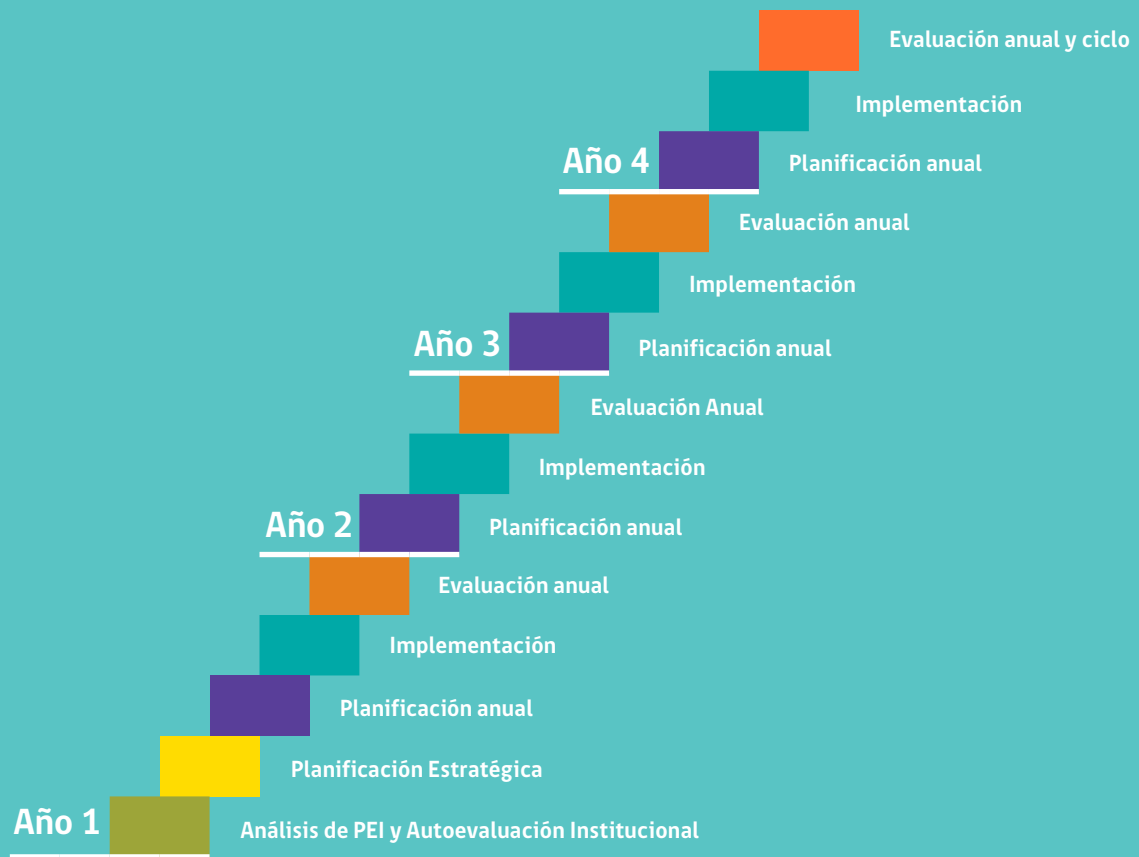 Evaluación anual y ciclo
Implementación
Año 4
Planificación anual
Evaluación anual
Implementación
Año 3
Planificación anual
Evaluación Anual
Implementación
Año 2
Planificación anual
Evaluación anual
Implementación
Planificación anual
Planificación Estratégica
Año 1
Análisis de PEI y Autoevaluación Institucional